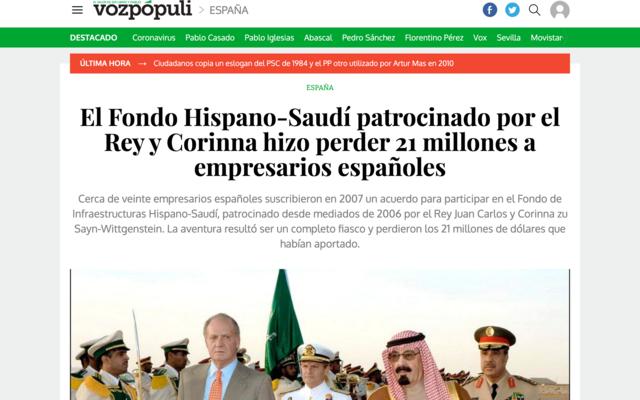 vozpópuli > ESPAÑA
DESTACADO Coronavirus Pablo Casado Pablo Iglesias Abascal Pedro Sánchez Florentino Pérez Vox Sevilla Movistar
ÚLTIMA HORA → Ciudadanos copia un eslogan del PSC de 1984 y el PP otro utilizado por Artur Mas en 2010
ESPAÑA
El Fondo Hispano-Saudí patrocinado por el
Rey y Corinna hizo perder 21 millones a
empresarios españoles
Cerca de veinte empresarios españoles suscribieron en 2007 un acuerdo para participar en el Fondo de
Infraestructuras Hispano-Saudí, patrocinado desde mediados de 2006 por el Rey Juan Carlos y Corinna zu
Sayn-Wittgenstein. La aventura resultó ser un completo fiasco y perdieron los 21 millones de dólares que
habían aportado.